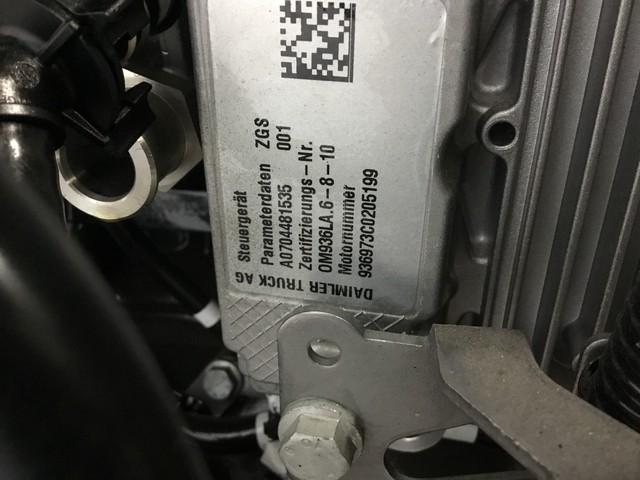 Steuergerät
Parameterdaten ZGS
A0704481535 001
Zertifizierungs-Nr.
OM936LA.6-8-10
Motornummer
936973C0205199
DAIMLER TRUCK AG